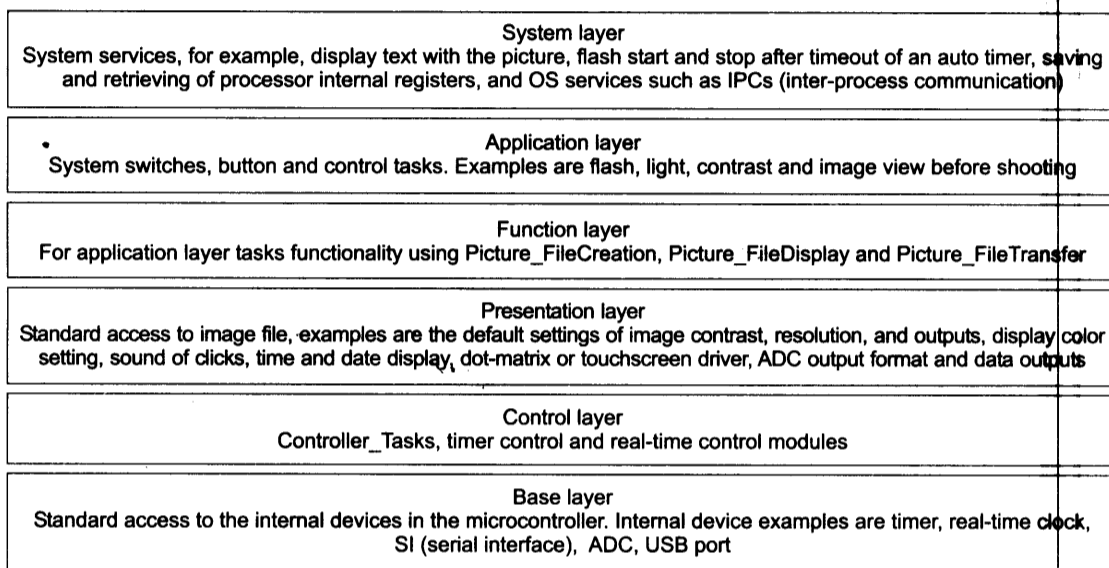 System layer
System services, for example, display text with the picture, flash start and stop after timeout of an auto timer, saving
and retrieving of processor internal registers, and OS services such as IPCs (inter-process communication)
Application layer
System switches, button and control tasks. Examples are flash, light, contrast and image view before shooting
Function layer
For application layer tasks functionality using Picture_FileCreation, Picture_FileDisplay and Picture_FileTransfer
Presentation layer
Standard access to image file, examples are the default settings of image contrast, resolution, and outputs, display color
setting, sound of clicks, time and date display, dot-matrix or touchscreen driver, ADC output format and data outputs
Control layer
Controller_Tasks, timer control and real-time control modules
Base layer
Standard access to the internal devices in the microcontroller. Internal device examples are timer, real-time clock,
SI (serial interface), ADC, USB port